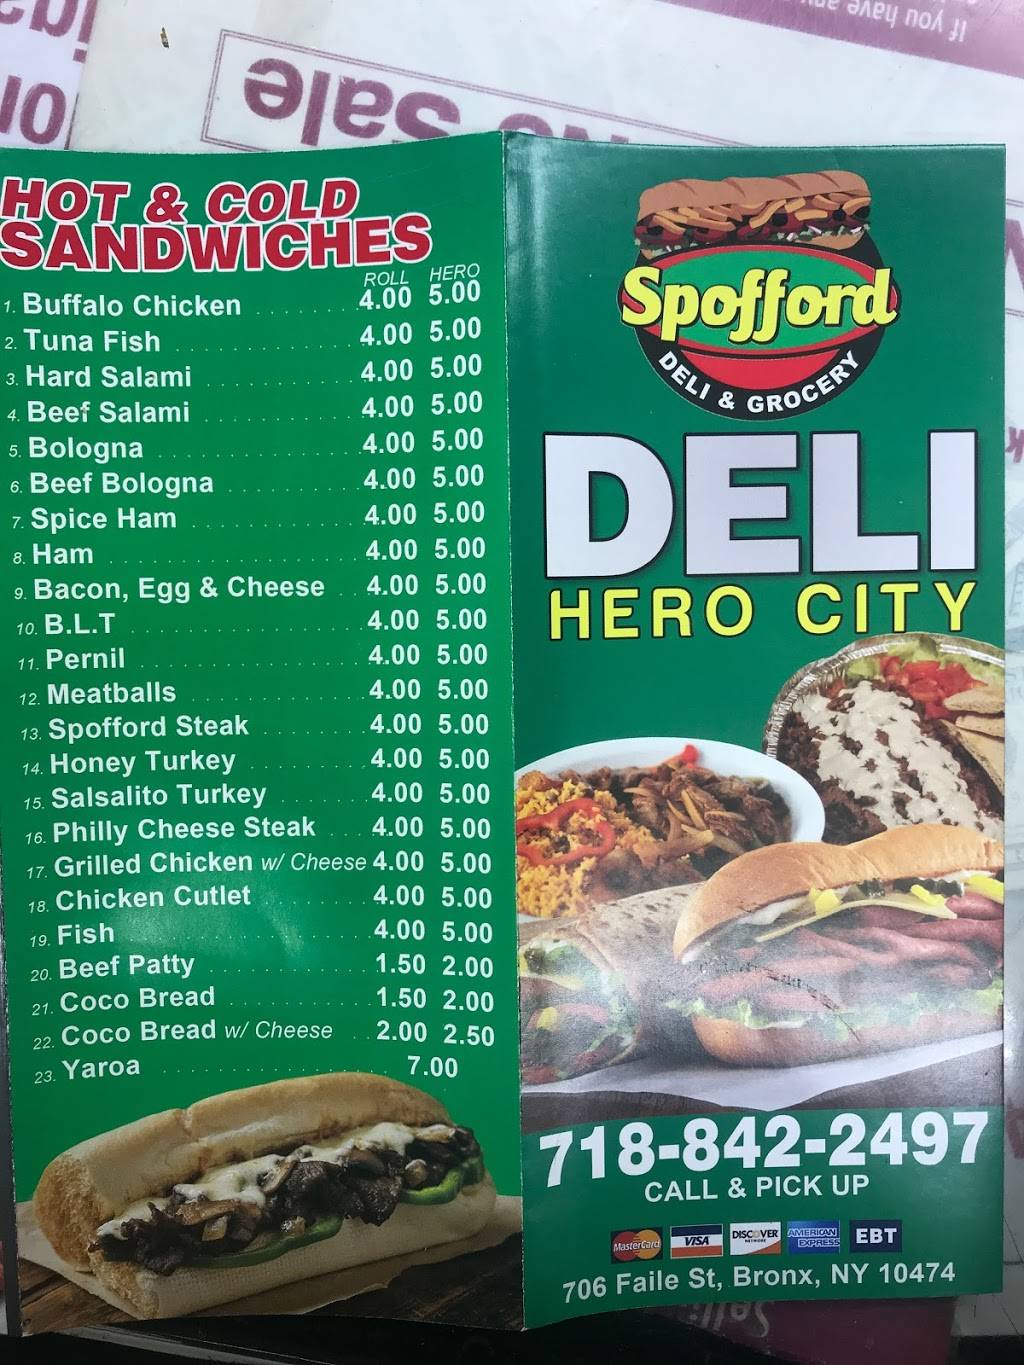 If you have any
No Sale
HOT & COLD
SANDWICHES
ROLL HERO
1. Buffalo Chicken 4.00 5.00
2. Tuna Fish 4.00 5.00
3. Hard Salami 4.00 5.00
4. Beef Salami 4.00 5.00
5. Bologna 4.00 5.00
6. Beef Bologna 4.00 5.00
7. Spice Ham 4.00 5.00
8. Ham 4.00 5.00
9. Bacon, Egg & Cheese 4.00 5.00
10. B.L.T 4.00 5.00
11. Pernil 4.00 5.00
12. Meatballs 4.00 5.00
13. Spofford Steak 4.00 5.00
14. Honey Turkey 4.00 5.00
15. Salsalito Turkey 4.00 5.00
16. Philly Cheese Steak 4.00 5.00
17. Grilled Chicken w/ Cheese 4.00 5.00
18. Chicken Cutlet 4.00 5.00
19. Fish 4.00 5.00
20. Beef Patty 1.50 2.00
21. Coco Bread 1.50 2.00
22. Coco Bread w/ Cheese 2.00 2.50
23. Yaroa 7.00
Spofford
DELI & GROCERY
DELI
HERO CITY
718-842-2497
CALL & PICK UP
MasterCard VISA DISCOVER NETWORK AMERICAN EXPRESS EBT
706 Faile St, Bronx, NY 10474